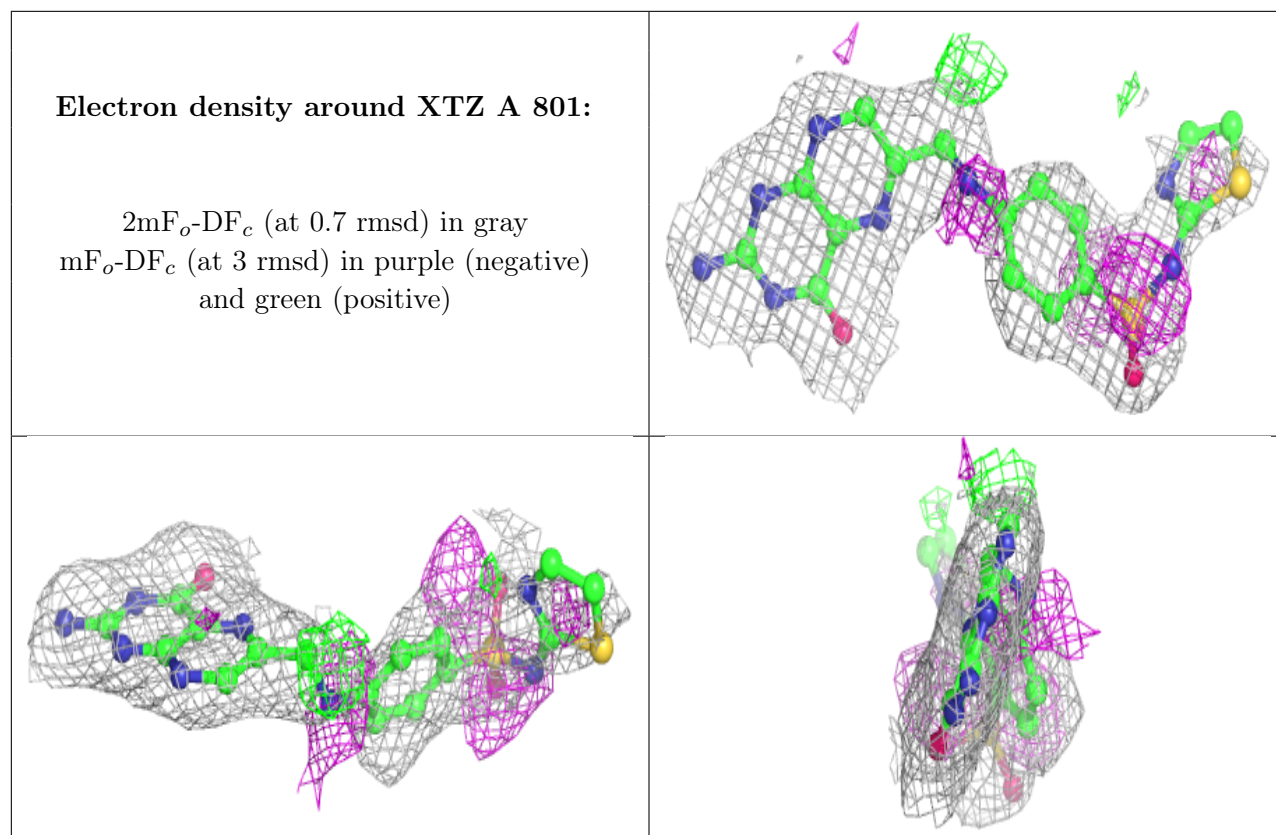 Electron density around XTZ A 801:
2mFo-DFc (at 0.7 rmsd) in gray
mFo-DFc (at 3 rmsd) in purple (negative)
and green (positive)